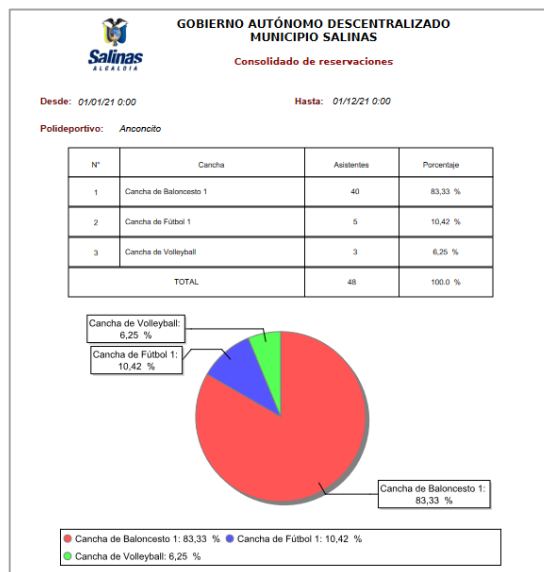 GOBIERNO AUTÓNOMO DESCENTRALIZADO
MUNICIPIO SALINAS
Salinas
ALCALDIA
Consolidado de reservaciones
Desde: 01/01/21 0:00 Hasta: 01/12/21 0:00
Polideportivo: Anconcito
N° Cancha Asistentes Porcentaje
1 Cancha de Baloncesto 1 40 83,33 %
2 Cancha de Fútbol 1 5 10,42 %
3 Cancha de Volleyball 3 6,25 %
TOTAL 48 100.0 %
Cancha de Volleyball:
6,25 %
Cancha de Fútbol 1:
10,42 %
Cancha de Baloncesto 1:
83,33 %
Cancha de Baloncesto 1: 83,33 % Cancha de Fútbol 1: 10,42 %
Cancha de Volleyball: 6,25 %